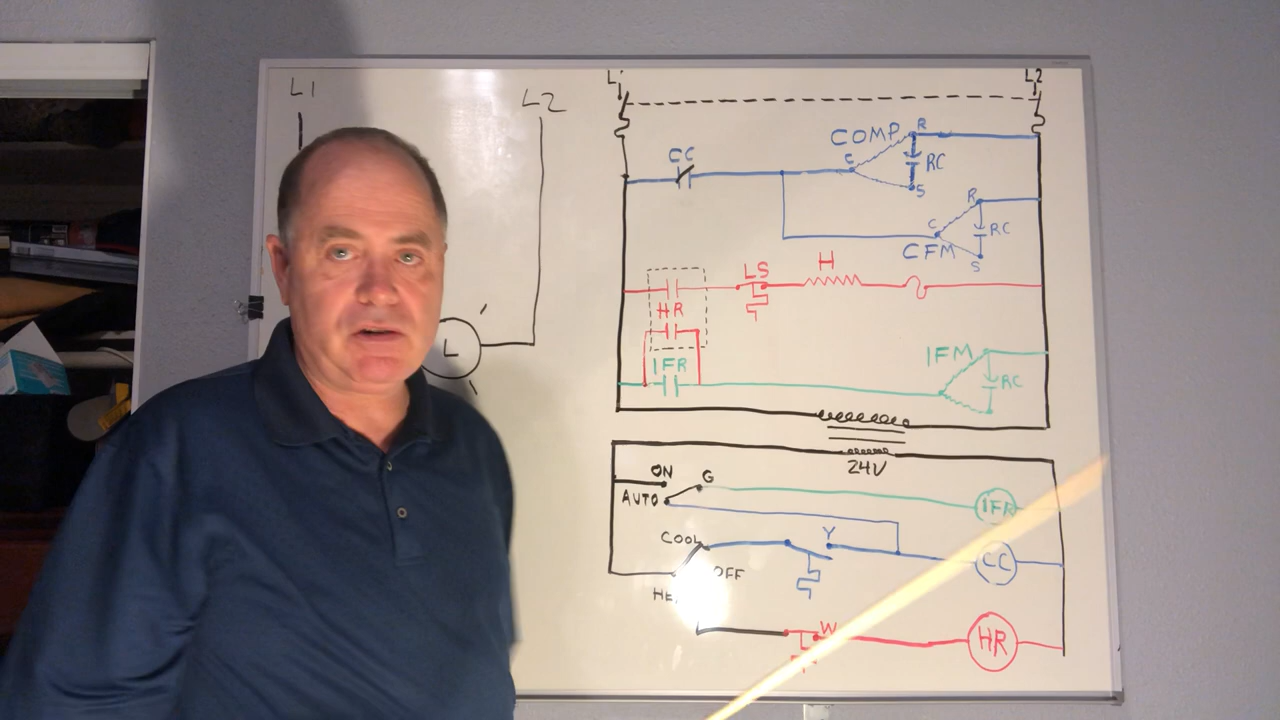 L1
L2
L
L1
L2
COMP
R
C
RC
S
CC
R
C
RC
CFM
S
LS
H
HR
IFR
IFM
RC
24V
ON
G
AUTO
IFR
COOL
Y
OFF
CC
W
HR